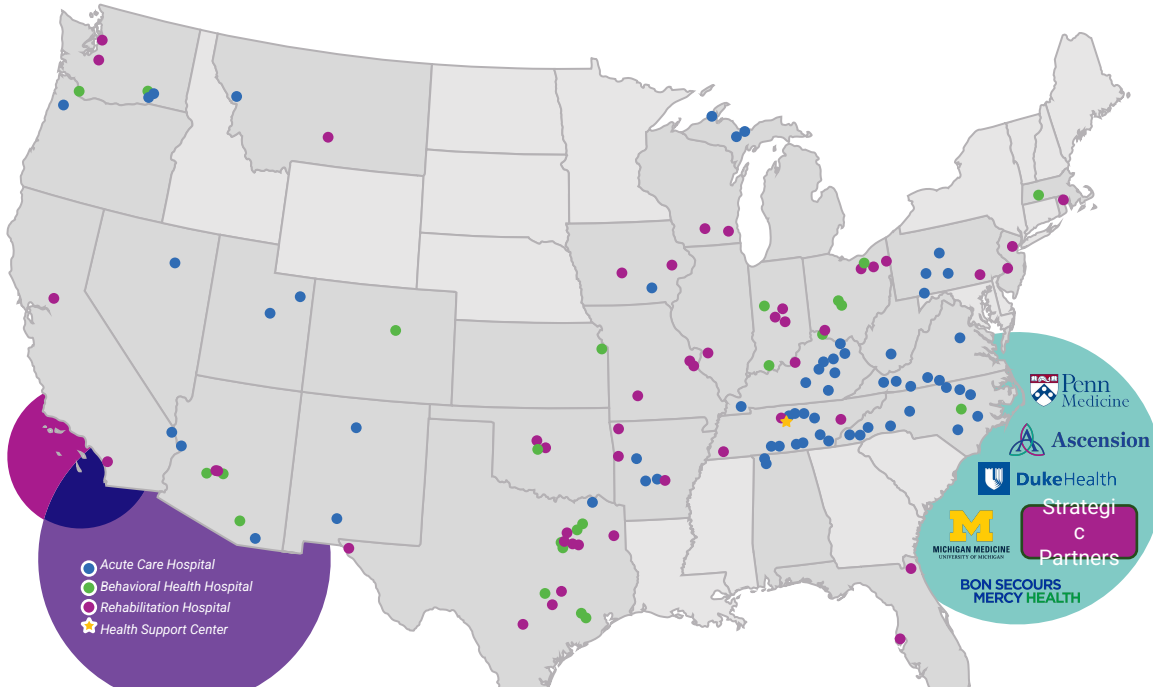 Acute Care Hospital
Behavioral Health Hospital
Rehabilitation Hospital
Health Support Center
Penn
Medicine
Ascension
DukeHealth
M
MICHIGAN MEDICINE
UNIVERSITY OF MICHIGAN
Strategi
c
Partners
BON SECOURS
MERCY HEALTH